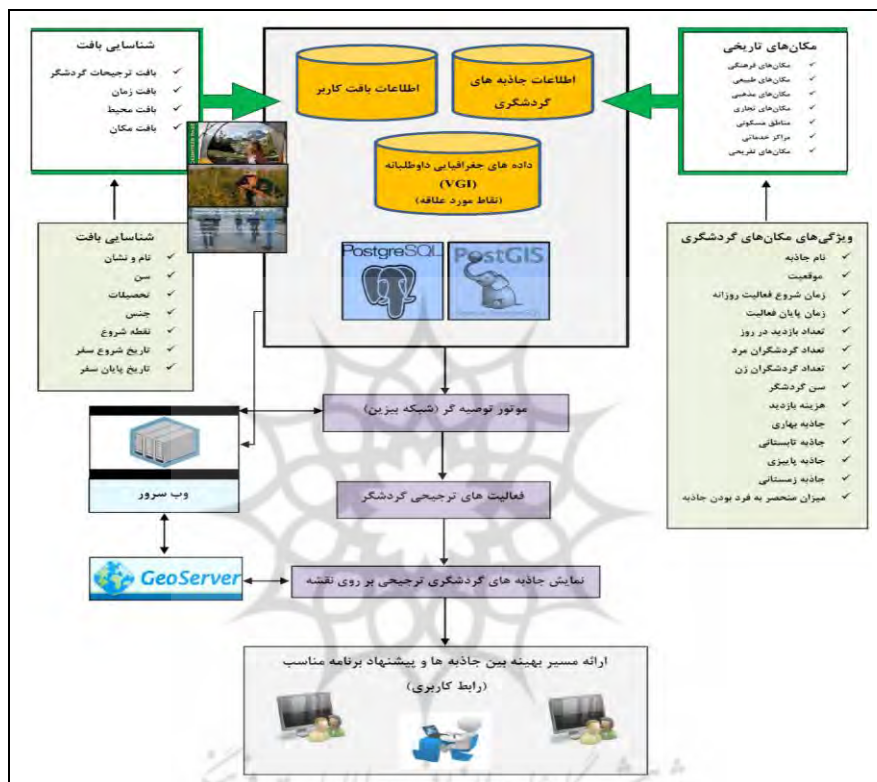 شناسایی بافت
بافت ترجیحات گردشگر
بافت زمان
بافت محیط
بافت مکان
اطلاعات بافت کاربر
اطلاعات جاذبه های
گردشگری
داده های جغرافیایی داوطلبانه
(VGI)
(نقاط مورد علاقه)
PostgreSQL
PostGIS
مکان‌های تاریخی
مکان‌های فرهنگی
مکان‌های طبیعی
مکان‌های مذهبی
مکان‌های تجاری
مناطق مسکونی
مراکز خدماتی
مکان‌های تفریحی
شناسایی بافت
نام و نشان
سن
تحصیلات
جنس
نقطه شروع
تاریخ شروع سفر
تاریخ پایان سفر
ویژگی‌های مکان‌های گردشگری
نام جاذبه
موقعیت
زمان شروع فعالیت روزانه
زمان پایان فعالیت
تعداد بازدید در روز
تعداد گردشگران مرد
تعداد گردشگران زن
سن گردشگر
هزینه بازدید
جاذبه بهاری
جاذبه تابستانی
جاذبه پاییزی
جاذبه زمستانی
میزان منحصر به فرد بودن جاذبه
موتور توصیه گر (شبکه بیزین)
وب سرور
فعالیت های ترجیحی گردشگر
GeoServer
نمایش جاذبه های گردشگری ترجیحی بر روی نقشه
ارائه مسیر بهینه بین جاذبه ها و پیشنهاد برنامه مناسب
(رابط کاربری)